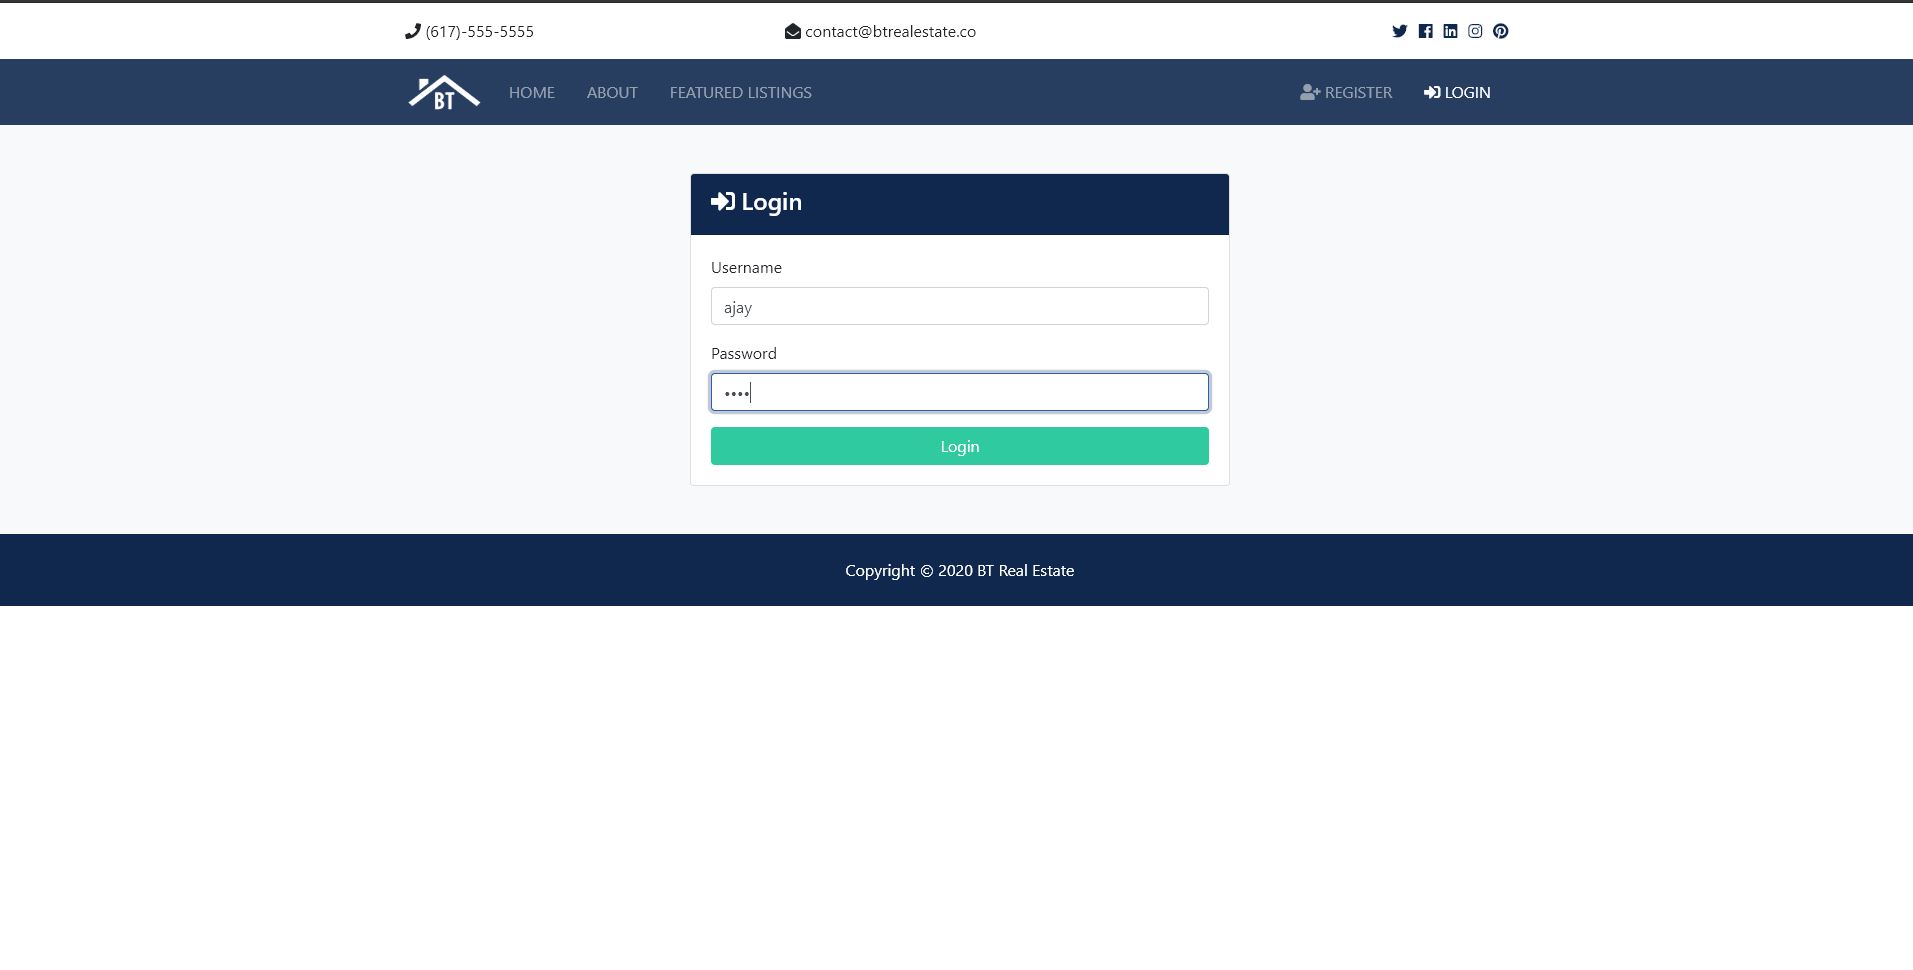 (617)-555-5555 contact@btrealestate.co
BT HOME ABOUT FEATURED LISTINGS REGISTER LOGIN
Login
Username
ajay
Password
••••
Login
Copyright © 2020 BT Real Estate